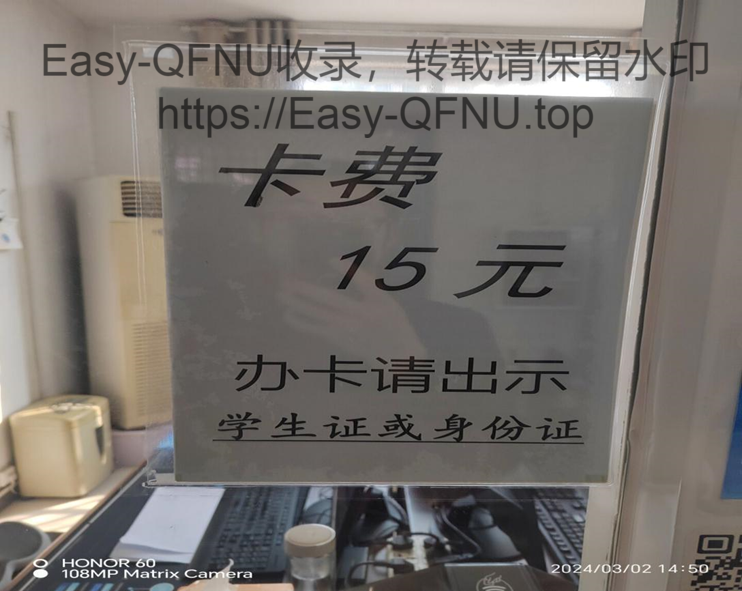 Easy-QFNU收录，转载请保留水印
https://Easy-QFNU.top
卡费
15 元
办卡请出示
学生证或身份证
HONOR 60
108MP Matrix Camera
2024/03/02 14:50